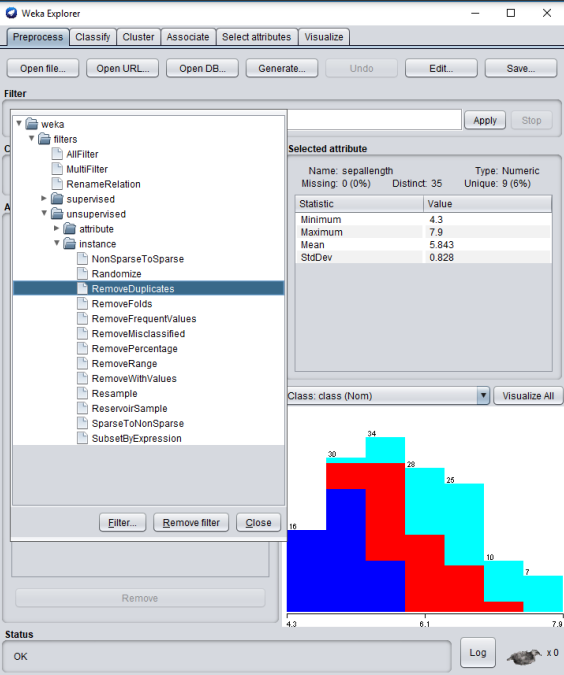 Weka Explorer
Preprocess Classify Cluster Associate Select attributes Visualize
Open file... Open URL... Open DB... Generate... Undo Edit... Save...
Filter
Apply Stop
weka
filters
AllFilter
MultiFilter
RenameRelation
supervised
unsupervised
attribute
instance
NonSparseToSparse
Randomize
RemoveDuplicates
RemoveFolds
RemoveFrequentValues
RemoveMisclassified
RemovePercentage
RemoveRange
RemoveWithValues
Resample
ReservoirSample
SparseToNonSparse
SubsetByExpression
Filter... Remove filter Close
C
A
Selected attribute
Name: sepallength Type: Numeric
Missing: 0 (0%) Distinct: 35 Unique: 9 (6%)
Statistic Value
Minimum 4.3
Maximum 7.9
Mean 5.843
StdDev 0.828
Class: class (Nom) Visualize All
16 30 34 28 25 10 7
4.3 6.1 7.9
Remove
Status
OK
Log x 0